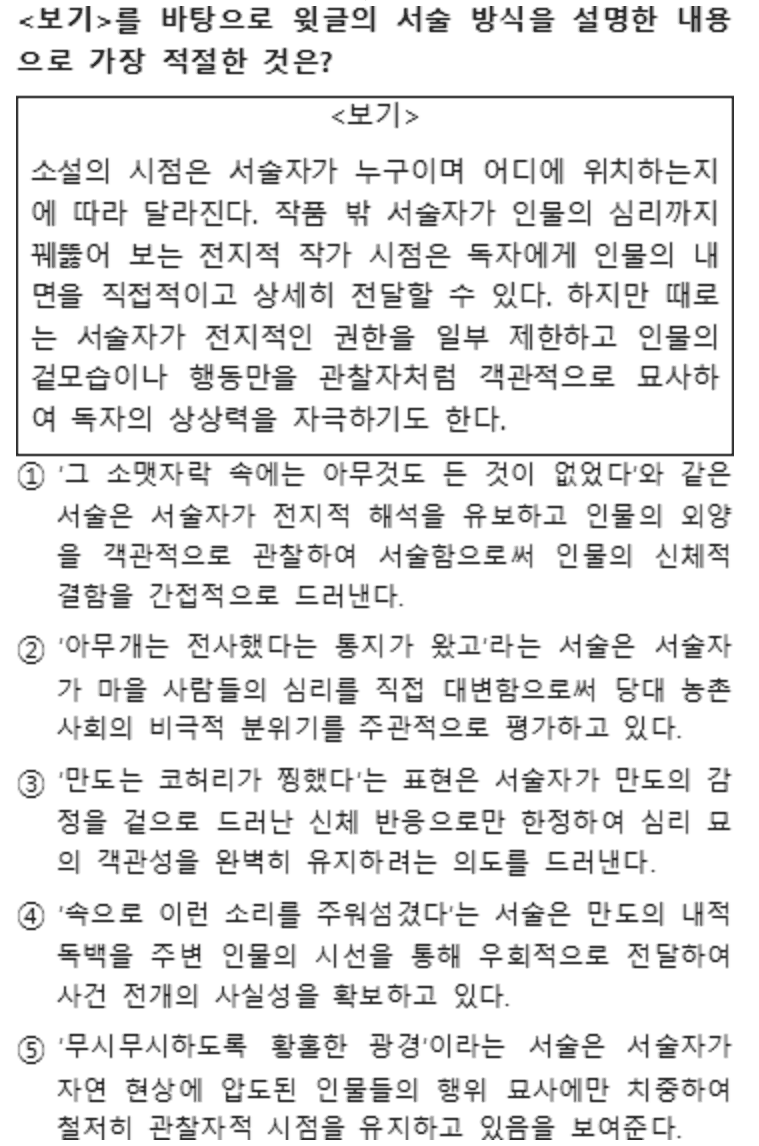 <보기>를 바탕으로 윗글의 서술 방식을 설명한 내용
으로 가장 적절한 것은?
<보기>
소설의 시점은 서술자가 누구이며 어디에 위치하는지
에 따라 달라진다. 작품 밖 서술자가 인물의 심리까지
꿰뚫어 보는 전지적 작가 시점은 독자에게 인물의 내
면을 직접적이고 상세히 전달할 수 있다. 하지만 때로
는 서술자가 전지적인 권한을 일부 제한하고 인물의
겉모습이나 행동만을 관찰자처럼 객관적으로 묘사하
여 독자의 상상력을 자극하기도 한다.
① '그 소맷자락 속에는 아무것도 든 것이 없었다'와 같은
서술은 서술자가 전지적 해석을 유보하고 인물의 외양
을 객관적으로 관찰하여 서술함으로써 인물의 신체적
결함을 간접적으로 드러낸다.
② '아무개는 전사했다는 통지가 왔고'라는 서술은 서술자
가 마을 사람들의 심리를 직접 대변함으로써 당대 농촌
사회의 비극적 분위기를 주관적으로 평가하고 있다.
③ '만도는 코허리가 찡했다'는 표현은 서술자가 만도의 감
정을 겉으로 드러난 신체 반응으로만 한정하여 심리 묘
의 객관성을 완벽히 유지하려는 의도를 드러낸다.
④ '속으로 이런 소리를 주워섬겼다'는 서술은 만도의 내적
독백을 주변 인물의 시선을 통해 우회적으로 전달하여
사건 전개의 사실성을 확보하고 있다.
⑤ '무시무시하도록 황홀한 광경'이라는 서술은 서술자가
자연 현상에 압도된 인물들의 행위 묘사에만 치중하여
철저히 관찰자적 시점을 유지하고 있음을 보여준다.